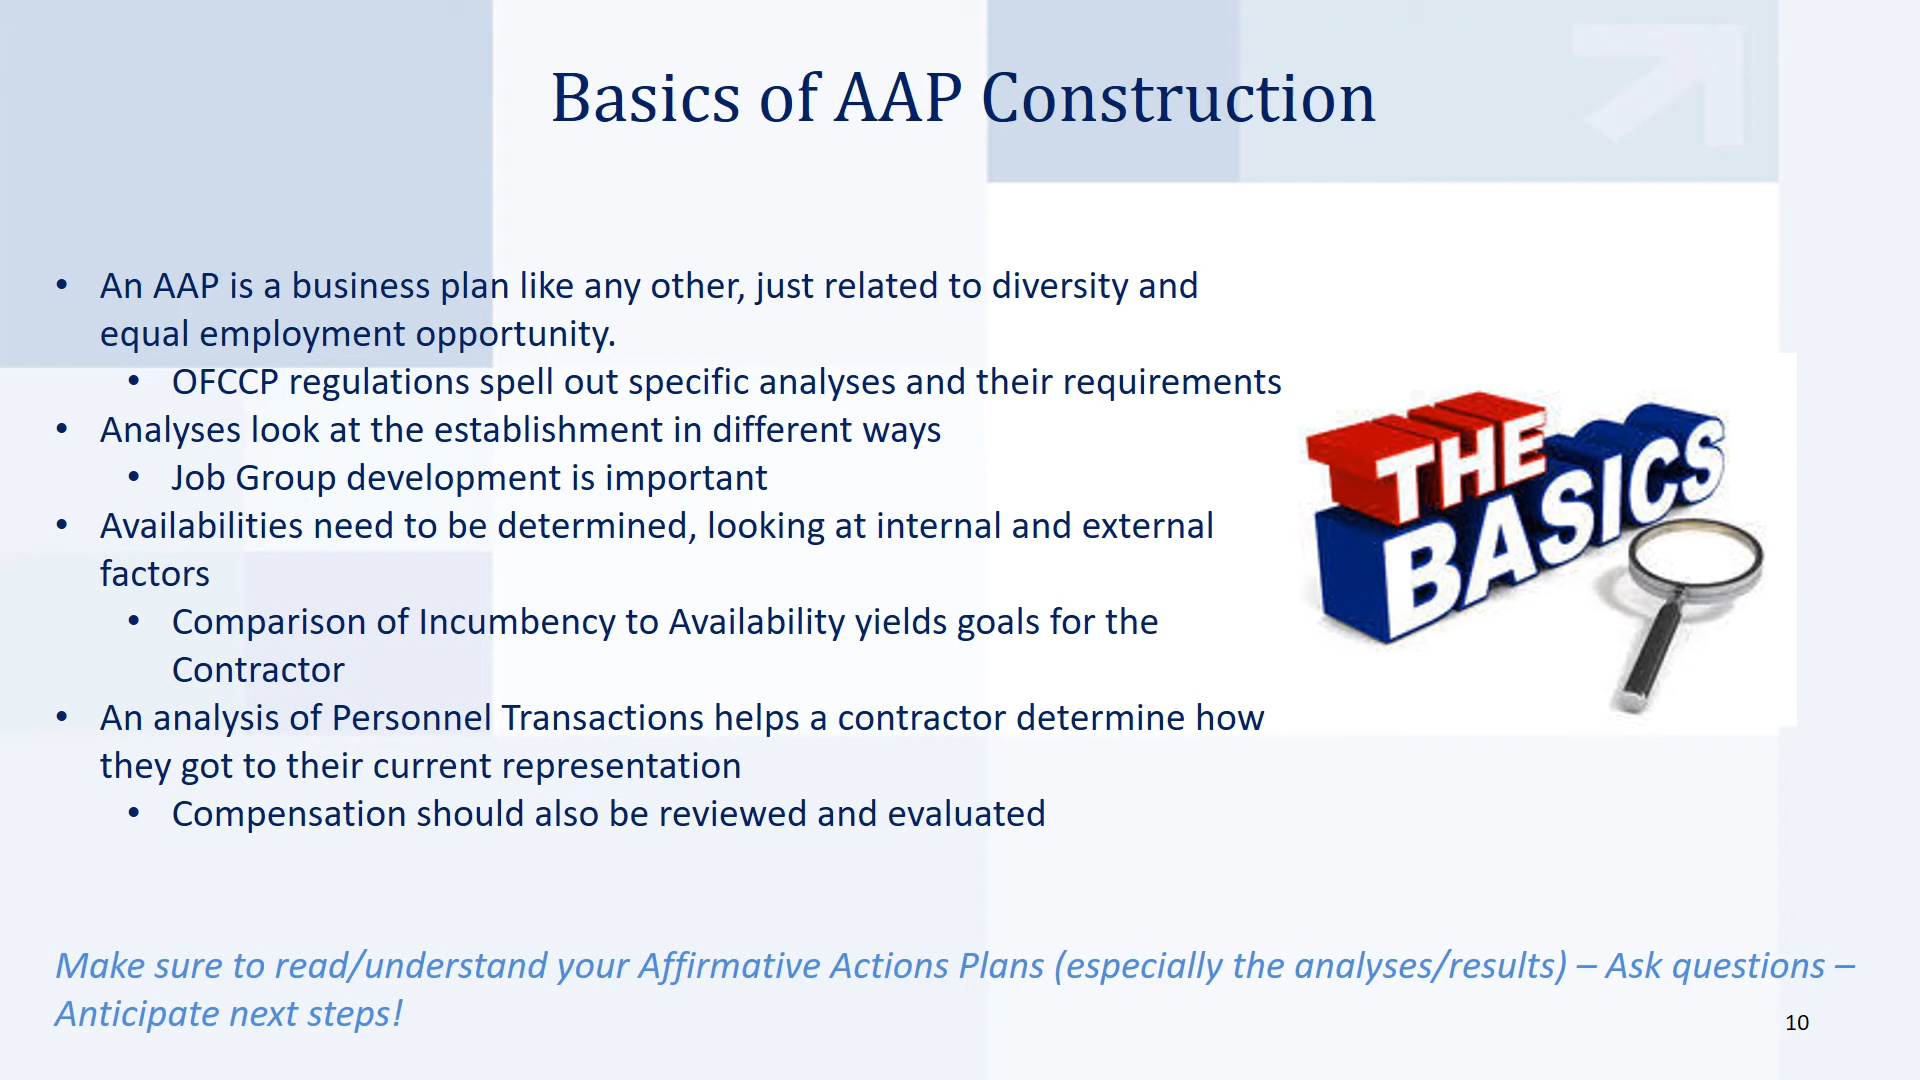 Basics of AAP Construction
• An AAP is a business plan like any other, just related to diversity and
equal employment opportunity.
• OFCCP regulations spell out specific analyses and their requirements
• Analyses look at the establishment in different ways
• Job Group development is important
• Availabilities need to be determined, looking at internal and external
factors
• Comparison of Incumbency to Availability yields goals for the
Contractor
• An analysis of Personnel Transactions helps a contractor determine how
they got to their current representation
• Compensation should also be reviewed and evaluated
THE
BASICS
Make sure to read/understand your Affirmative Actions Plans (especially the analyses/results) – Ask questions –
Anticipate next steps!
10